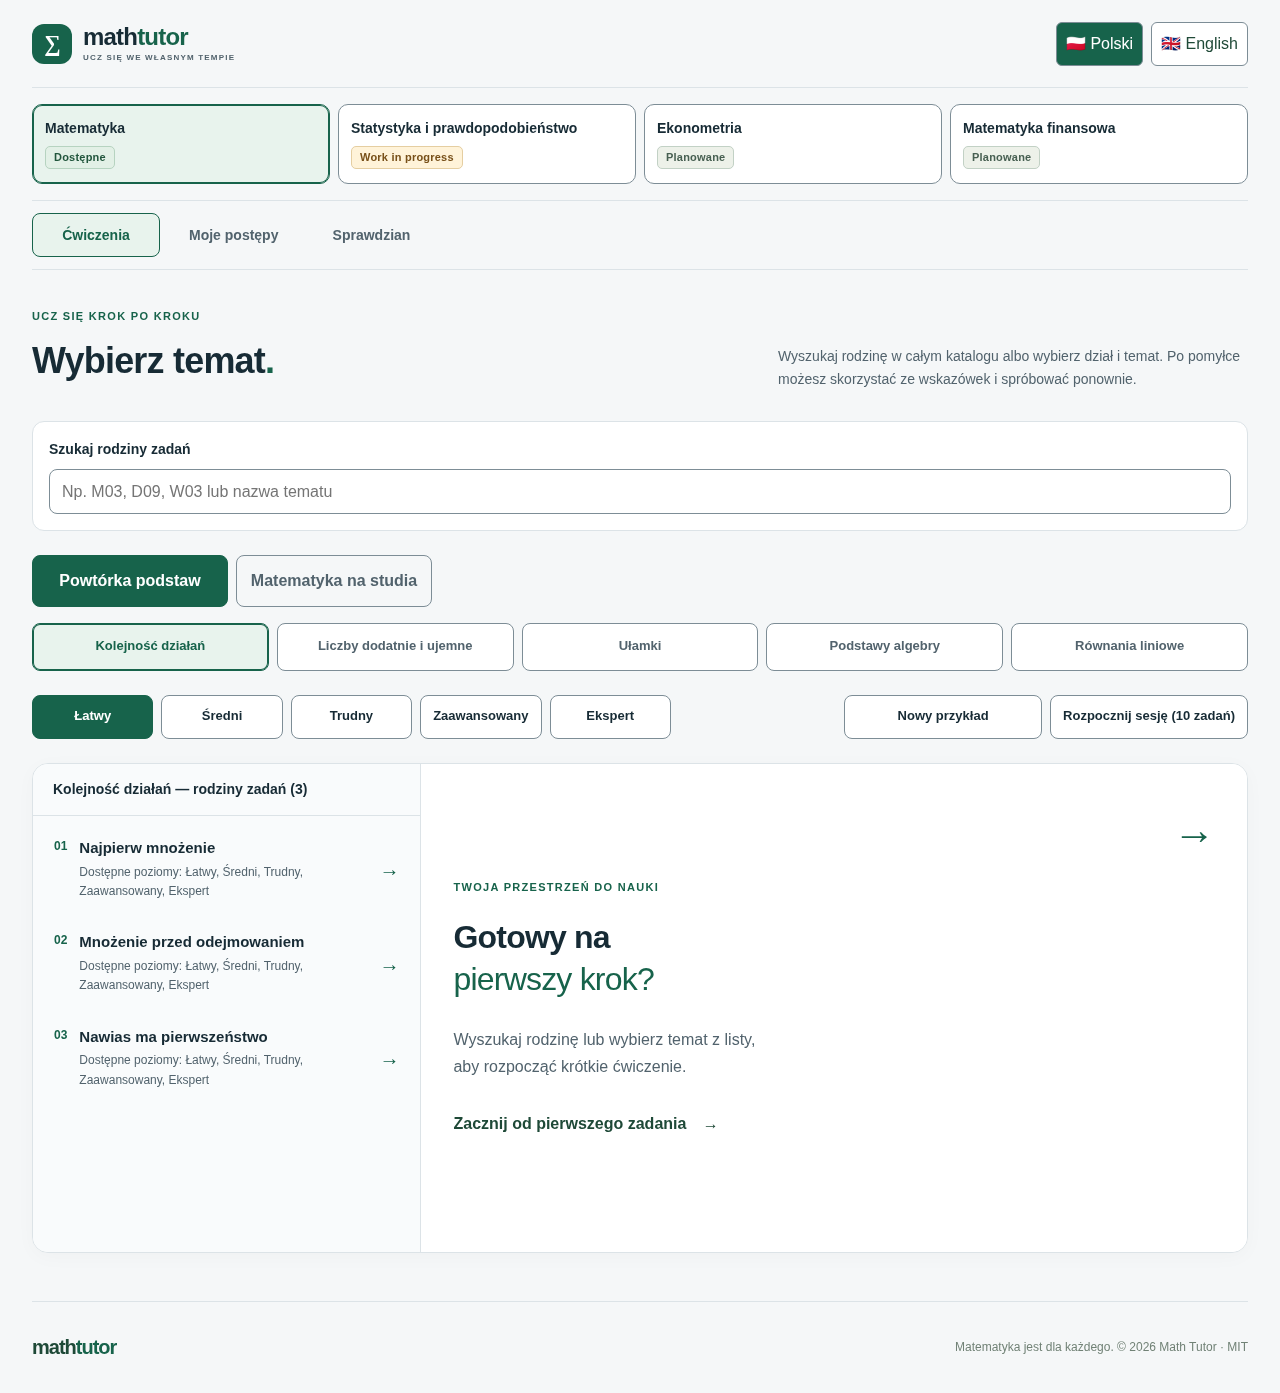 Σ
mathtutor
UCZ SIĘ WE WŁASNYM TEMPIE
Polski
English
Matematyka
Dostępne
Statystyka i prawdopodobieństwo
Work in progress
Ekonometria
Planowane
Matematyka finansowa
Planowane
Ćwiczenia
Moje postępy
Sprawdzian
UCZ SIĘ KROK PO KROKU
Wybierz temat.
Wyszukaj rodzinę w całym katalogu albo wybierz dział i temat. Po pomyłce
możesz skorzystać ze wskazówek i spróbować ponownie.
Szukaj rodziny zadań
Np. M03, D09, W03 lub nazwa tematu
Powtórka podstaw
Matematyka na studia
Kolejność działań
Liczby dodatnie i ujemne
Ułamki
Podstawy algebry
Równania liniowe
Łatwy
Średni
Trudny
Zaawansowany
Ekspert
Nowy przykład
Rozpocznij sesję (10 zadań)
Kolejność działań — rodziny zadań (3)
01 Najpierw mnożenie
Dostępne poziomy: Łatwy, Średni, Trudny,
Zaawansowany, Ekspert
→
02 Mnożenie przed odejmowaniem
Dostępne poziomy: Łatwy, Średni, Trudny,
Zaawansowany, Ekspert
→
03 Nawias ma pierwszeństwo
Dostępne poziomy: Łatwy, Średni, Trudny,
Zaawansowany, Ekspert
→
→
TWOJA PRZESTRZEŃ DO NAUKI
Gotowy na
pierwszy krok?
Wyszukaj rodzinę lub wybierz temat z listy,
aby rozpocząć krótkie ćwiczenie.
Zacznij od pierwszego zadania →
mathtutor
Matematyka jest dla każdego. © 2026 Math Tutor · MIT